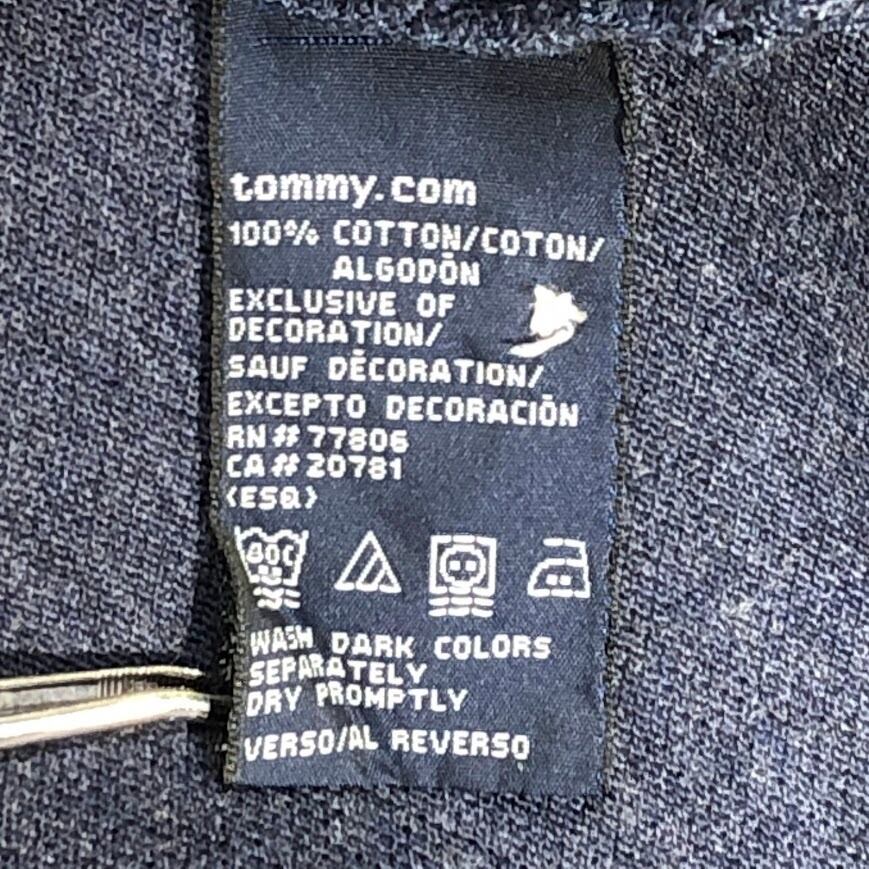 tommy.com
100% COTTON/COTON/
ALGODÓN
EXCLUSIVE OF
DECORATION/
SAUF DÉCORATION/
EXCEPTO DECORACIÓN
RN# 77806
CA# 20781
(ESQ)
WASH DARK COLORS
SEPARATELY
DRY PROMPTLY
VERSO/AL REVERSO